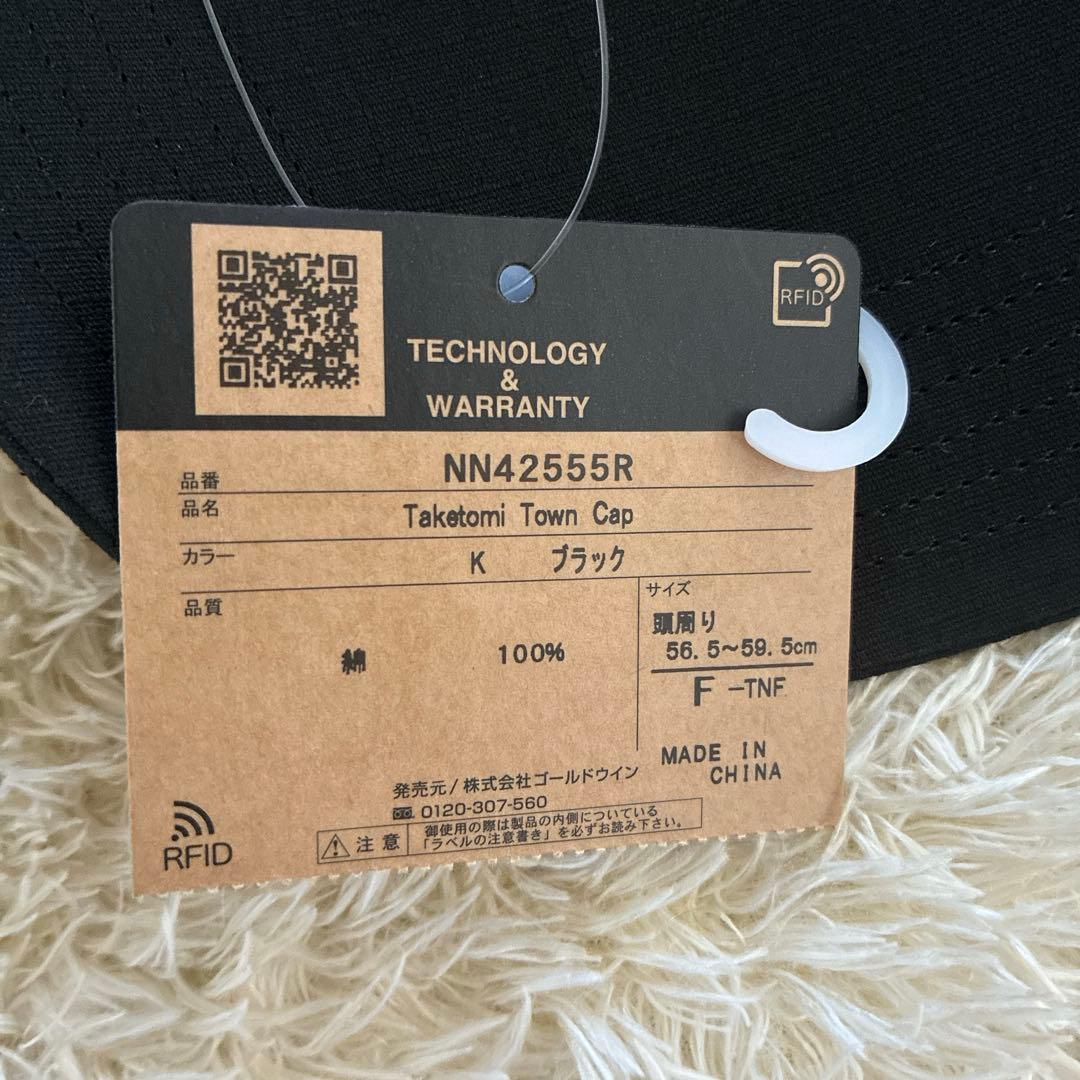 RFID
TECHNOLOGY
&
WARRANTY
品番 NN42555R
品名 Taketomi Town Cap
カラー K ブラック
品質 綿 100%
サイズ
頭周り
56.5~59.5cm
F -TNF
MADE IN
CHINA
発売元/株式会社ゴールドウイン
0120-307-560
注意
御使用の際は製品の内側についている
「ラベルの注意書き」を必ずお読み下さい。
RFID